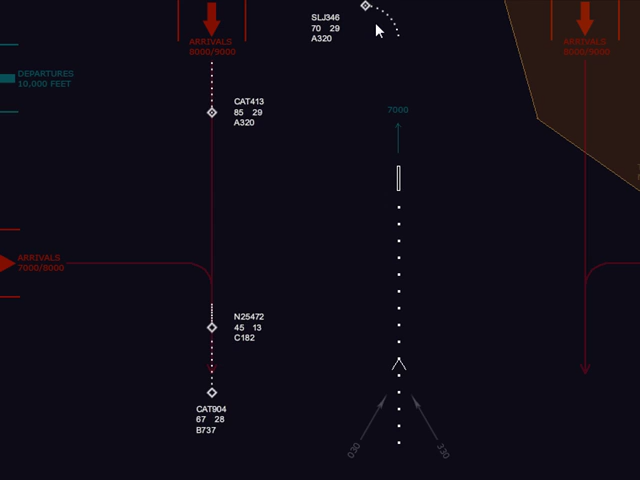 SLJ346
70 29
A320
ARRIVALS
8000/9000
ARRIVALS
8000/9000
DEPARTURES
10,000 FEET
CAT413
85 29
A320
7000
ARRIVALS
7000/8000
N25472
45 13
C182
CAT904
67 28
B737
030
330